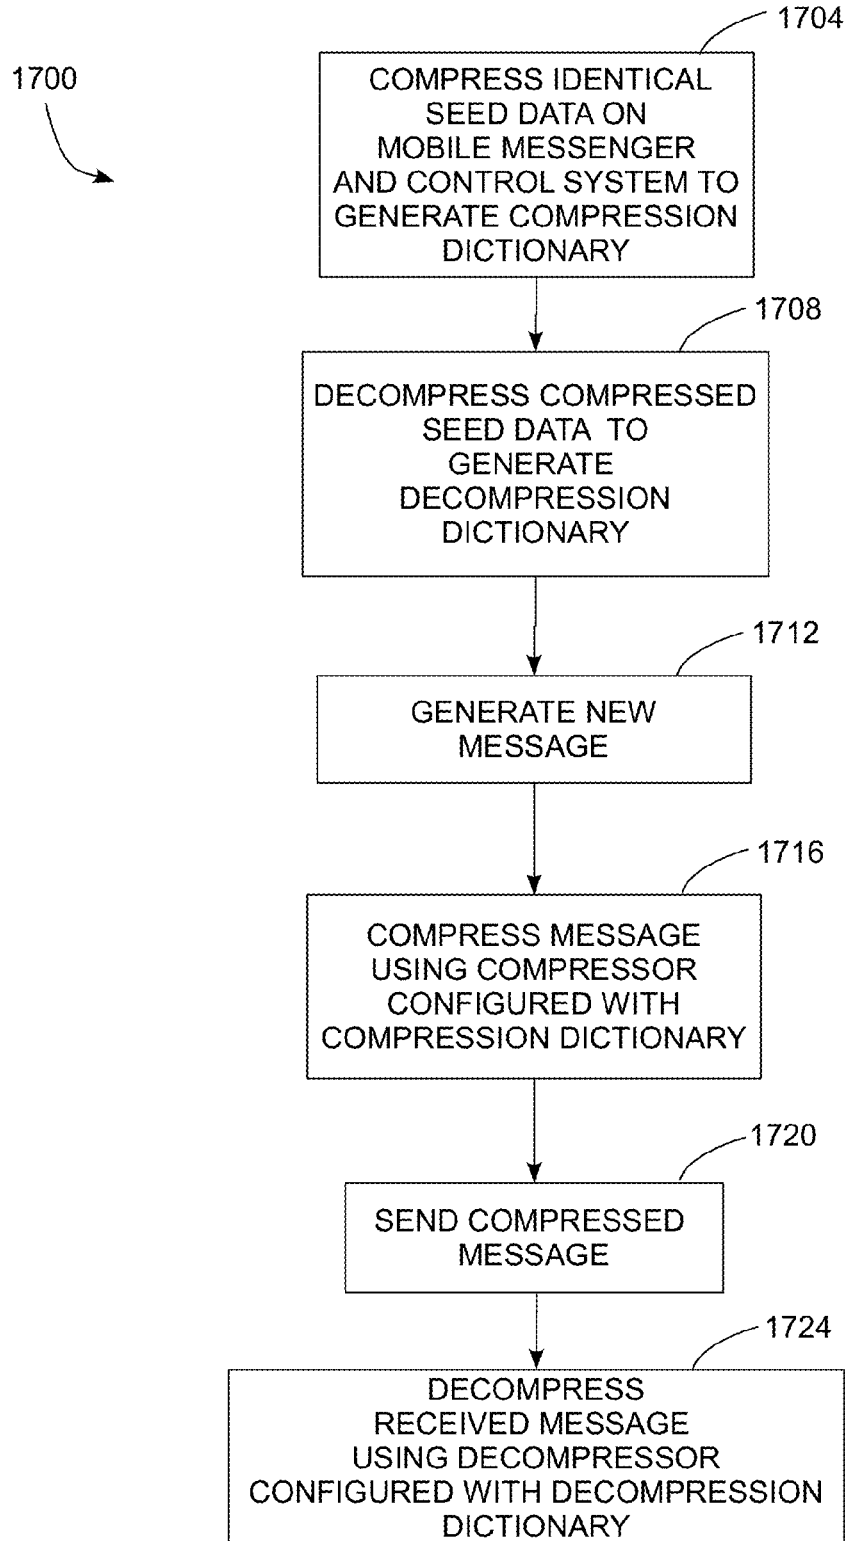 1700
1704
COMPRESS IDENTICAL
SEED DATA ON
MOBILE MESSENGER
AND CONTROL SYSTEM TO
GENERATE COMPRESSION
DICTIONARY
1708
DECOMPRESS COMPRESSED
SEED DATA TO
GENERATE
DECOMPRESSION
DICTIONARY
1712
GENERATE NEW
MESSAGE
1716
COMPRESS MESSAGE
USING COMPRESSOR
CONFIGURED WITH
COMPRESSION DICTIONARY
1720
SEND COMPRESSED
MESSAGE
1724
DECOMPRESS
RECEIVED MESSAGE
USING DECOMPRESSOR
CONFIGURED WITH DECOMPRESSION
DICTIONARY